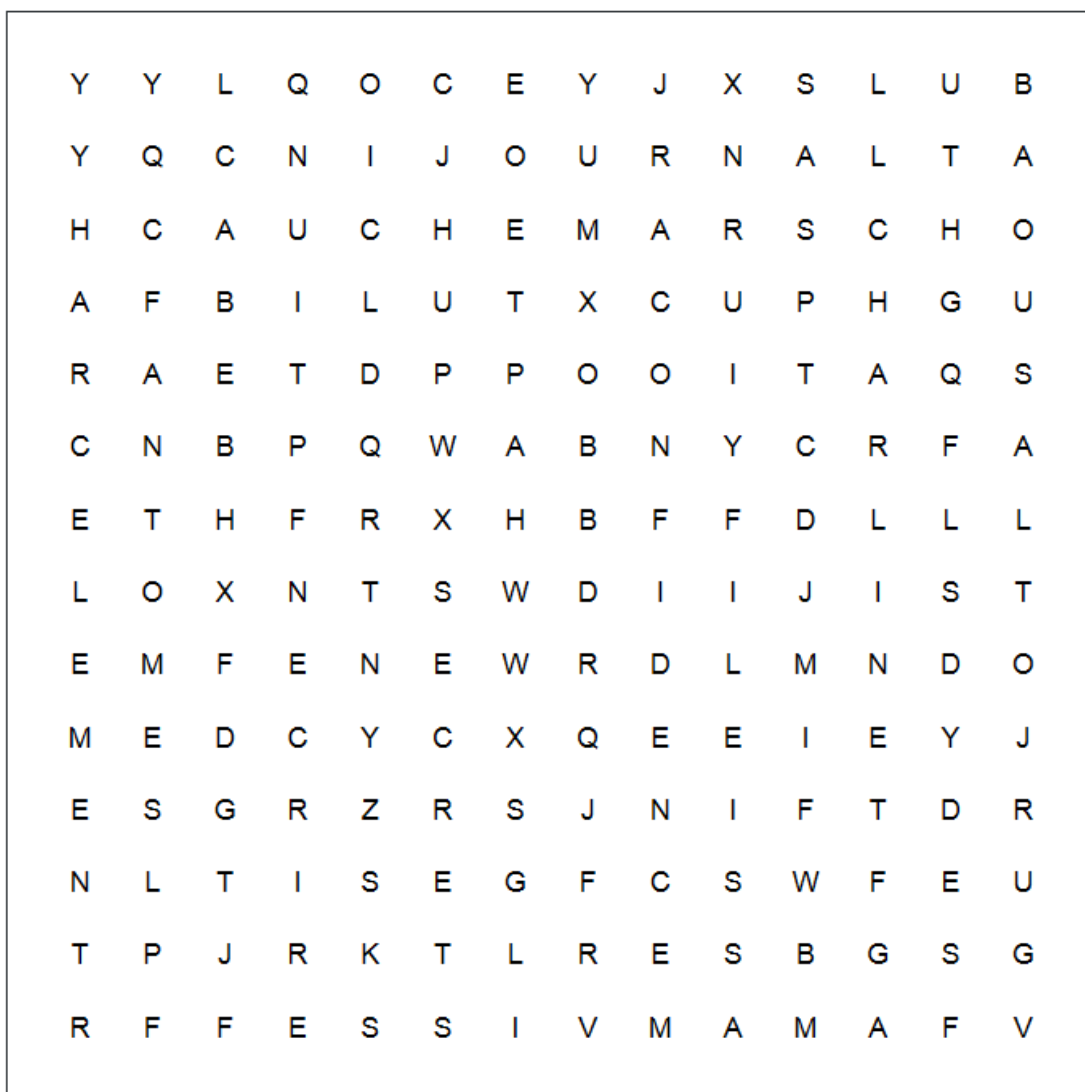 Y Y L Q O C E Y J X S L U B
Y Q C N I J O U R N A L T A
H C A U C H E M A R S C H O
A F B I L U T X C U P H G U
R A E T D P P O O I T A Q S
C N B P Q W A B N Y C R F A
E T H F R X H B F F D L L L
L O X N T S W D I I J I S T
E M F E N E W R D L M N D O
M E D C Y C X Q E E I E Y J
E S G R Z R S J N I F T D R
N L T I S E G F C S W F E U
T P J R K T L R E S B G S G
R F F E S S I V M A M A F V